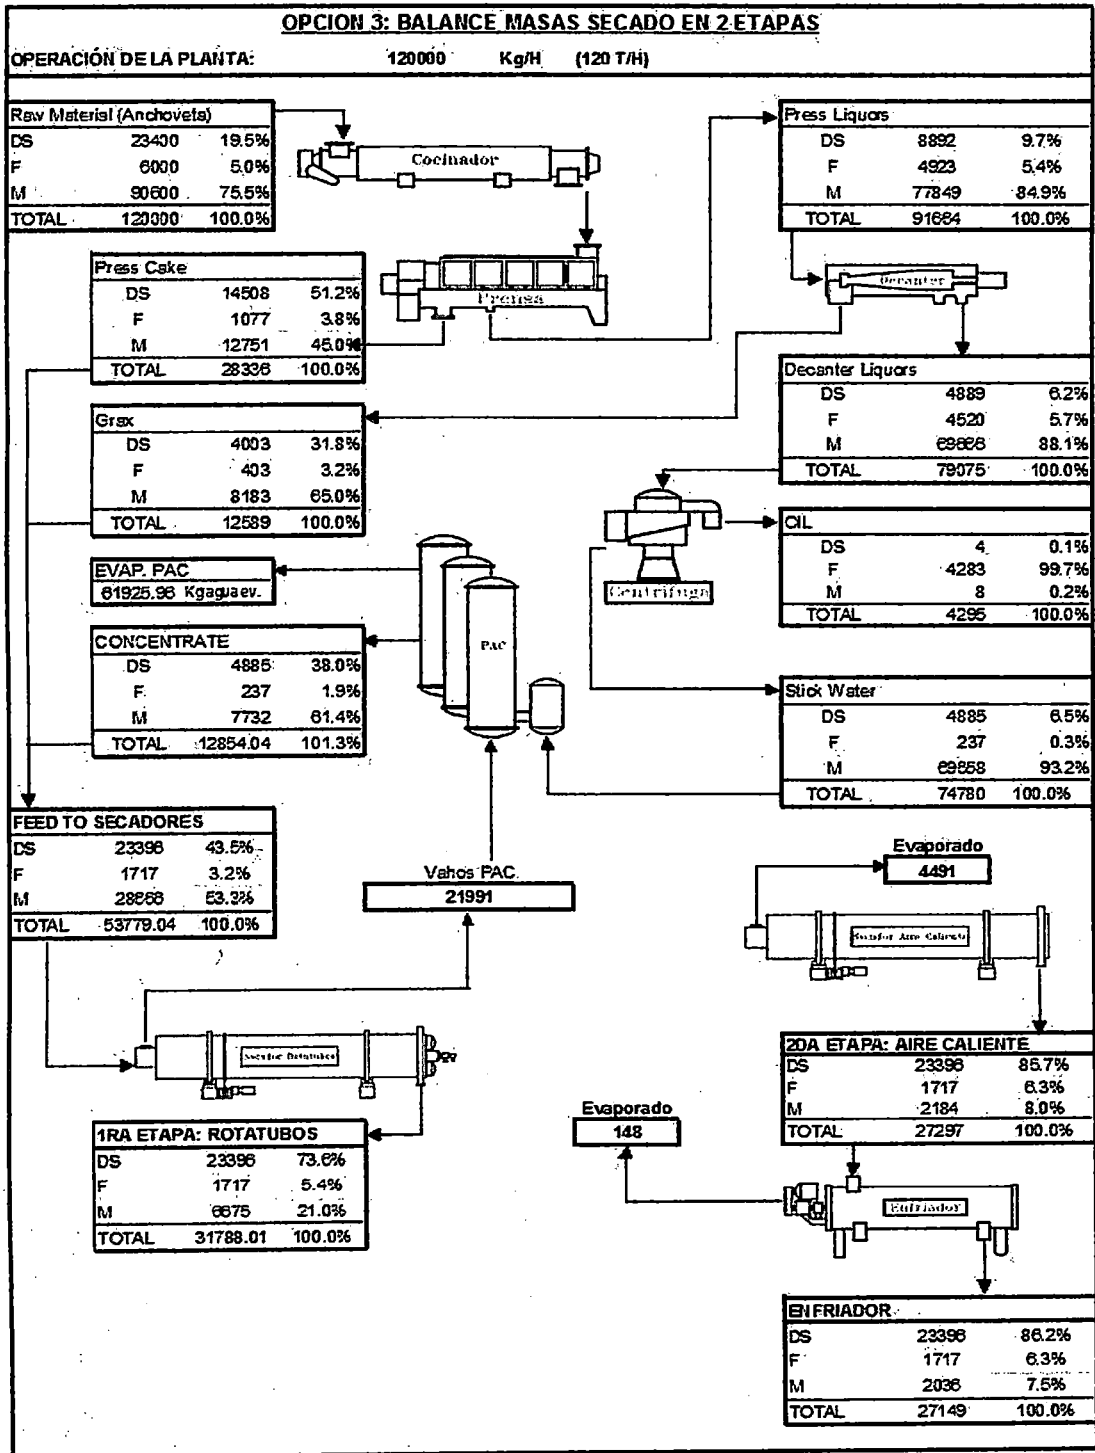 OPCION 3: BALANCE MASAS SECADO EN 2 ETAPAS
OPERACIÓN DE LA PLANTA: 120000 Kg/H (120 T/H)
Raw Material (Anchoveta)
DS 23400 19.5%
F 6000 5.0%
M 90600 75.5%
TOTAL 120000 100.0%
Cocinador
Press Liquors
DS 8892 9.7%
F 4923 5.4%
M 77849 84.9%
TOTAL 91664 100.0%
Press Cake
DS 14508 51.2%
F 1077 3.8%
M 12751 45.0%
TOTAL 28336 100.0%
Prensa
Decanter
Decanter Liquors
DS 4889 6.2%
F 4520 5.7%
M 69666 88.1%
TOTAL 79075 100.0%
Grax
DS 4003 31.8%
F 403 3.2%
M 8183 65.0%
TOTAL 12589 100.0%
Centrifuga
OIL
DS 4 0.1%
F 4283 99.7%
M 8 0.2%
TOTAL 4295 100.0%
EVAP. PAC
61925.96 Kgaguaev.
CONCENTRATE
DS 4885 38.0%
F 237 1.9%
M 7732 61.4%
TOTAL 12854.04 101.3%
PAC
Stick Water
DS 4885 6.5%
F 237 0.3%
M 69658 93.2%
TOTAL 74780 100.0%
FEED TO SECADORES
DS 23396 43.5%
F 1717 3.2%
M 28666 53.3%
TOTAL 53779.04 100.0%
Vahos PAC.
21991
Evaporado
4491
Secador Aire Caliente
Secador Rotatubos
2DA ETAPA: AIRE CALIENTE
DS 23396 85.7%
F 1717 6.3%
M 2184 8.0%
TOTAL 27297 100.0%
1RA ETAPA: ROTATUBOS
DS 23396 73.6%
F 1717 5.4%
M 6675 21.0%
TOTAL 31788.01 100.0%
Evaporado
148
Enfriador
ENFRIADOR
DS 23396 86.2%
F 1717 6.3%
M 2036 7.5%
TOTAL 27149 100.0%